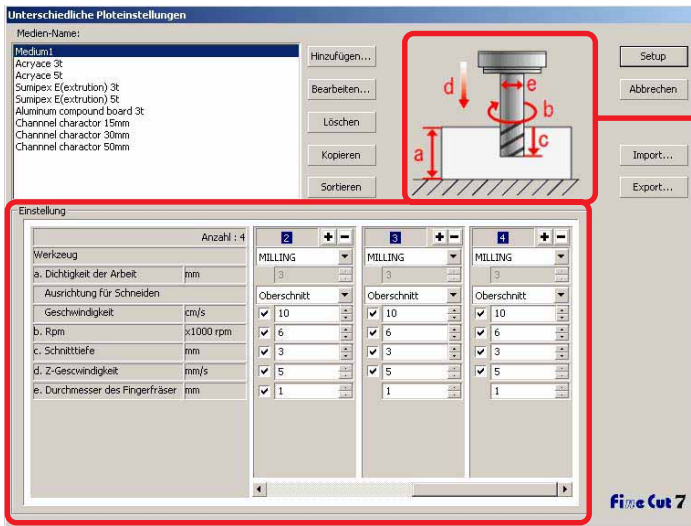 Unterschiedliche Ploteinstellungen
Medien-Name:
Medium1
Acryace 3t
Acryace 5t
Sumipex E(extrution) 3t
Sumipex E(extrution) 5t
Aluminum compound board 3t
Channnel charactor 15mm
Channel charactor 30mm
Channel charactor 50mm
Hinzufügen...
Bearbeiten...
Löschen
Kopieren
Sortieren
d e b c a
Setup
Abbrechen
Import...
Export...
Einstellung
Anzahl : 4 2 + - 3 + - 4 + -
Werkzeug MILLING MILLING MILLING
a. Dichtigkeit der Arbeit mm 3 3 3
Ausrichtung für Schneiden Oberschnitt Oberschnitt Oberschnitt
Geschwindigkeit cm/s 10 10 10
b. Rpm x1000 rpm 6 6 6
c. Schnitttiefe mm 3 3 3
d. Z-Gescwindigkeit mm/s 5 5 5
e. Durchmesser des Fingerfräser mm 1 1 1
Fine Cut 7